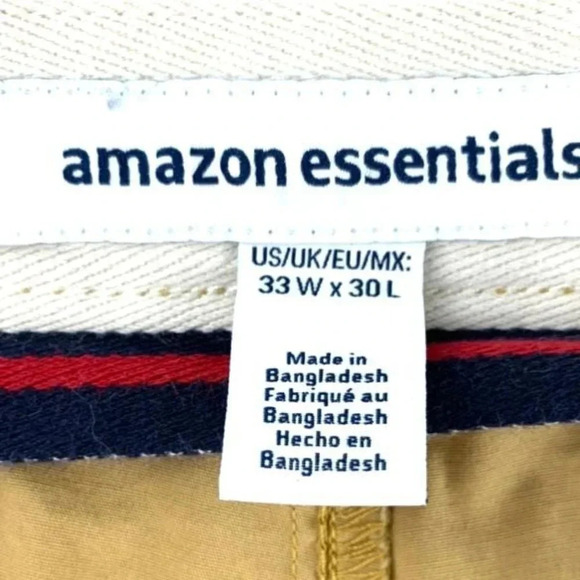 amazon essentials
US/UK/EU/MX:
33 W x 30 L
Made in
Bangladesh
Fabriqué au
Bangladesh
Hecho en
Bangladesh